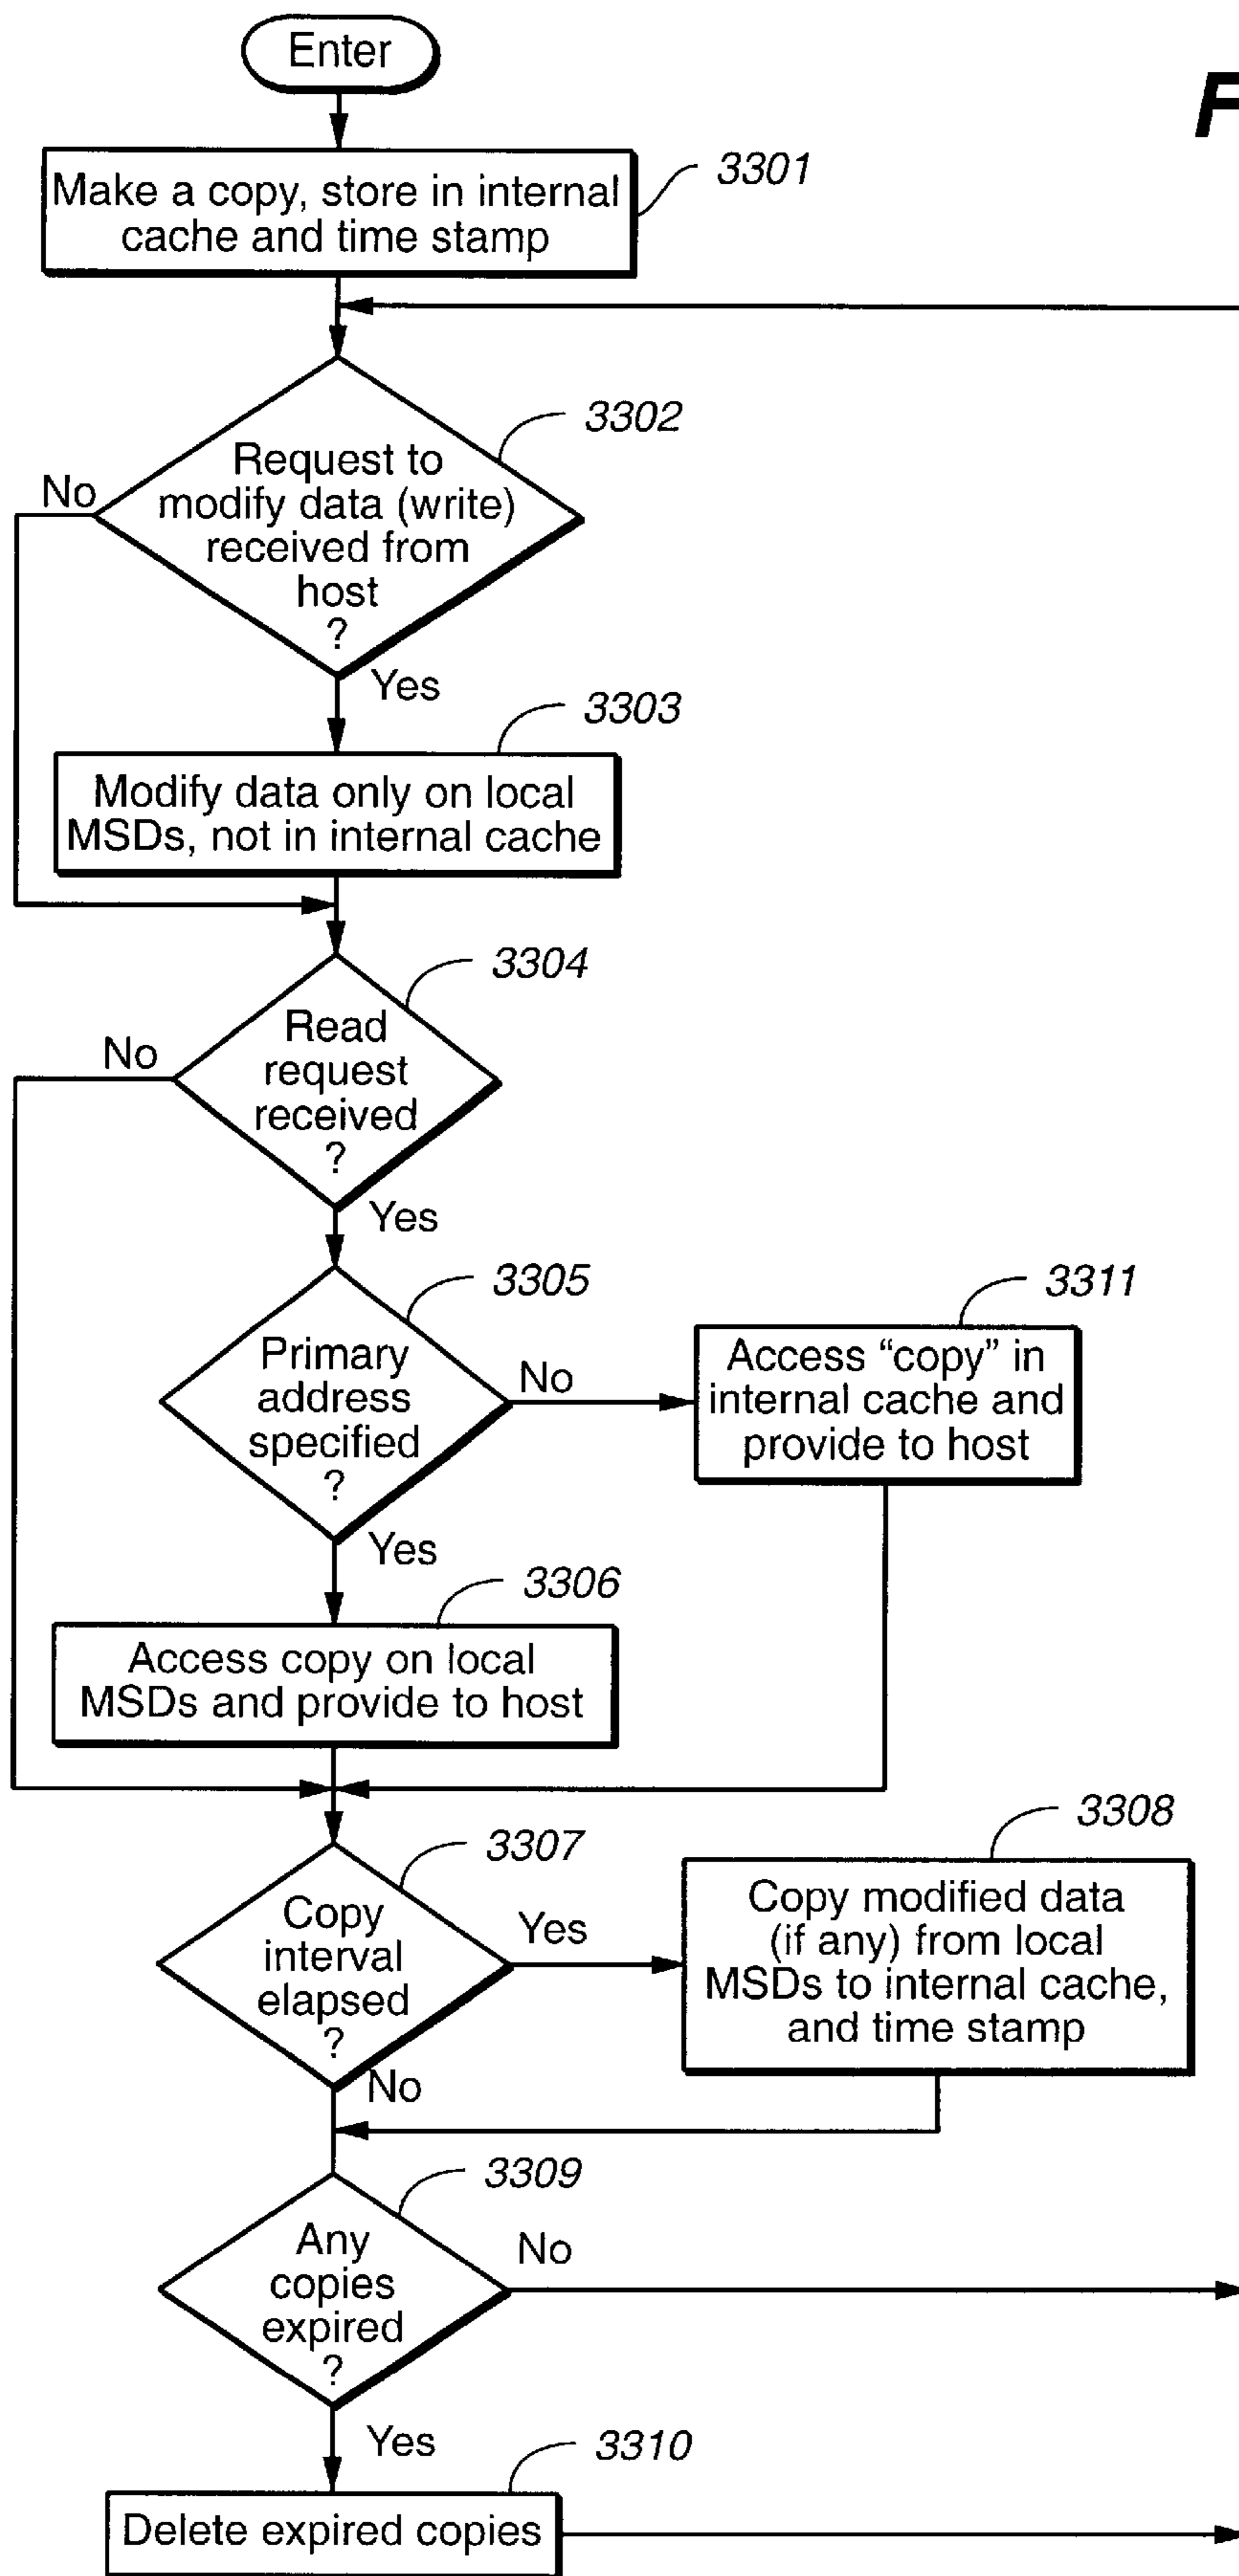 Enter
F
Make a copy, store in internal
cache and time stamp
3301
3302
Request to
modify data (write)
received from
host
?
No
Yes
3303
Modify data only on local
MSDs, not in internal cache
3304
Read
request
received
?
No
Yes
3305
Primary
address
specified
?
No
3311
Access “copy” in
internal cache and
provide to host
Yes
3306
Access copy on local
MSDs and provide to host
3307
Copy
interval
elapsed
?
Yes
3308
Copy modified data
(if any) from local
MSDs to internal cache,
and time stamp
No
3309
Any
copies
expired
?
No
Yes
3310
Delete expired copies